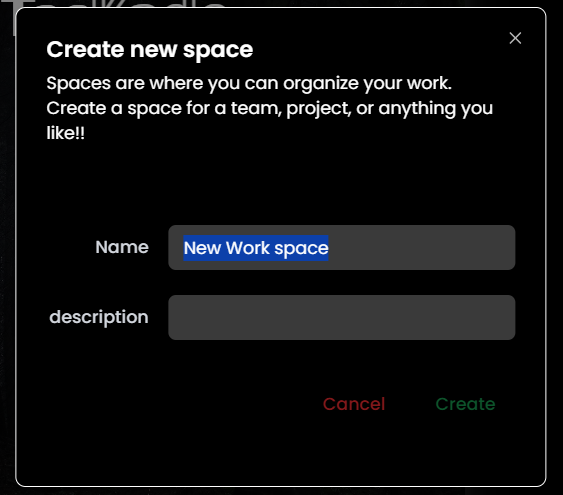 Create new space
Spaces are where you can organize your work.
Create a space for a team, project, or anything you
like!!
Name
New Work space
description
Cancel
Create